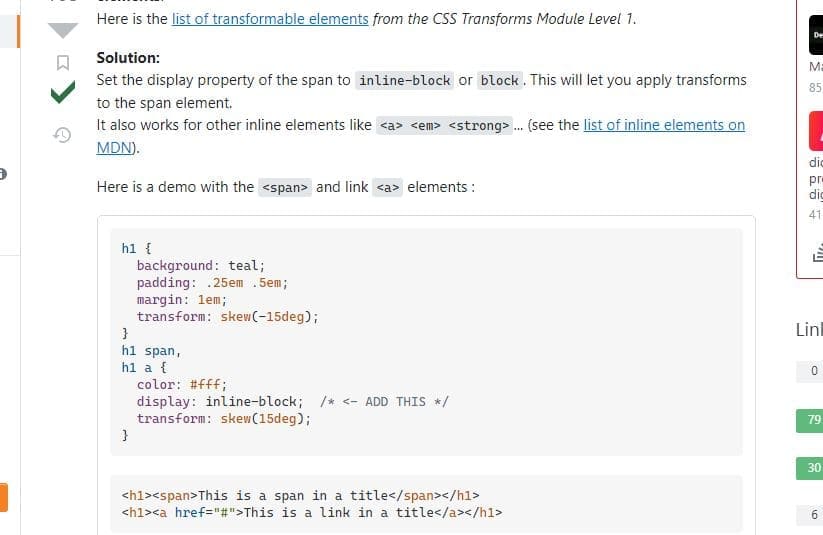 Here is the list of transformable elements from the CSS Transforms Module Level 1.
Solution:
Set the display property of the span to inline-block or block. This will let you apply transforms
to the span element.
It also works for other inline elements like <a> <em> <strong>... (see the list of inline elements on
MDN).
Here is a demo with the <span> and link <a> elements :
h1 {
  background: teal;
  padding: .25em .5em;
  margin: 1em;
  transform: skew(-15deg);
}
h1 span,
h1 a {
  color: #fff;
  display: inline-block;  /* <- ADD THIS */
  transform: skew(15deg);
}
<h1><span>This is a span in a title</span></h1>
<h1><a href="#">This is a link in a title</a></h1>
De
Ma
85
dic
pr
dig
41
Linl
0
79
30
6